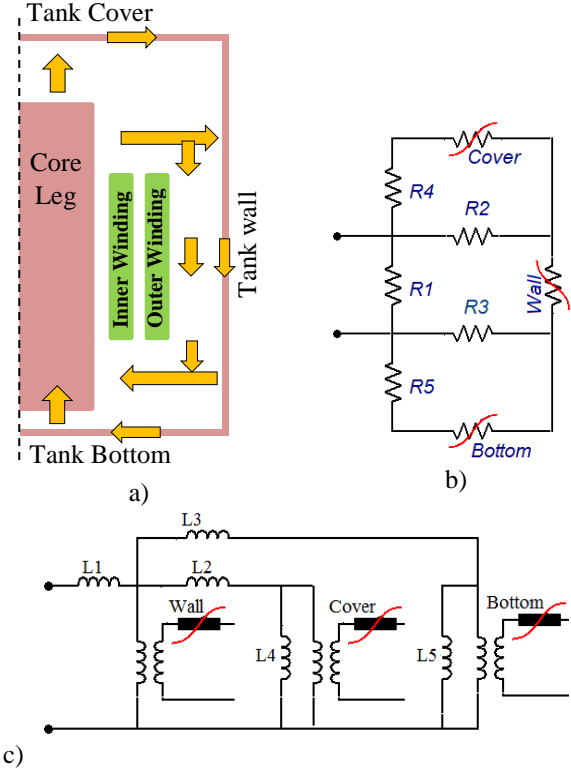 Tank Cover
Core
Leg
Inner Winding
Outer Winding
Tank wall
Tank Bottom
a)
Cover
R4
R2
R1
Wall
R3
R5
Bottom
b)
L3
L1
L2
Wall
Cover
Bottom
L4
L5
c)